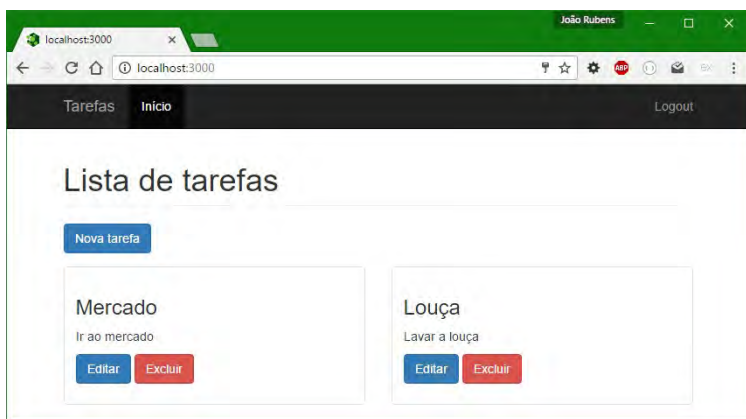 João Rubens
localhost:3000
localhost:3000
ABP
Tarefas Início Logout
Lista de tarefas
Nova tarefa
Mercado Louça
Ir ao mercado Lavar a louça
Editar Excluir Editar Excluir